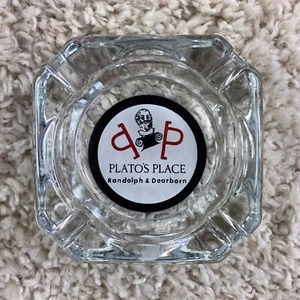 P P
PLATO'S PLACE
Randolph & Dearborn